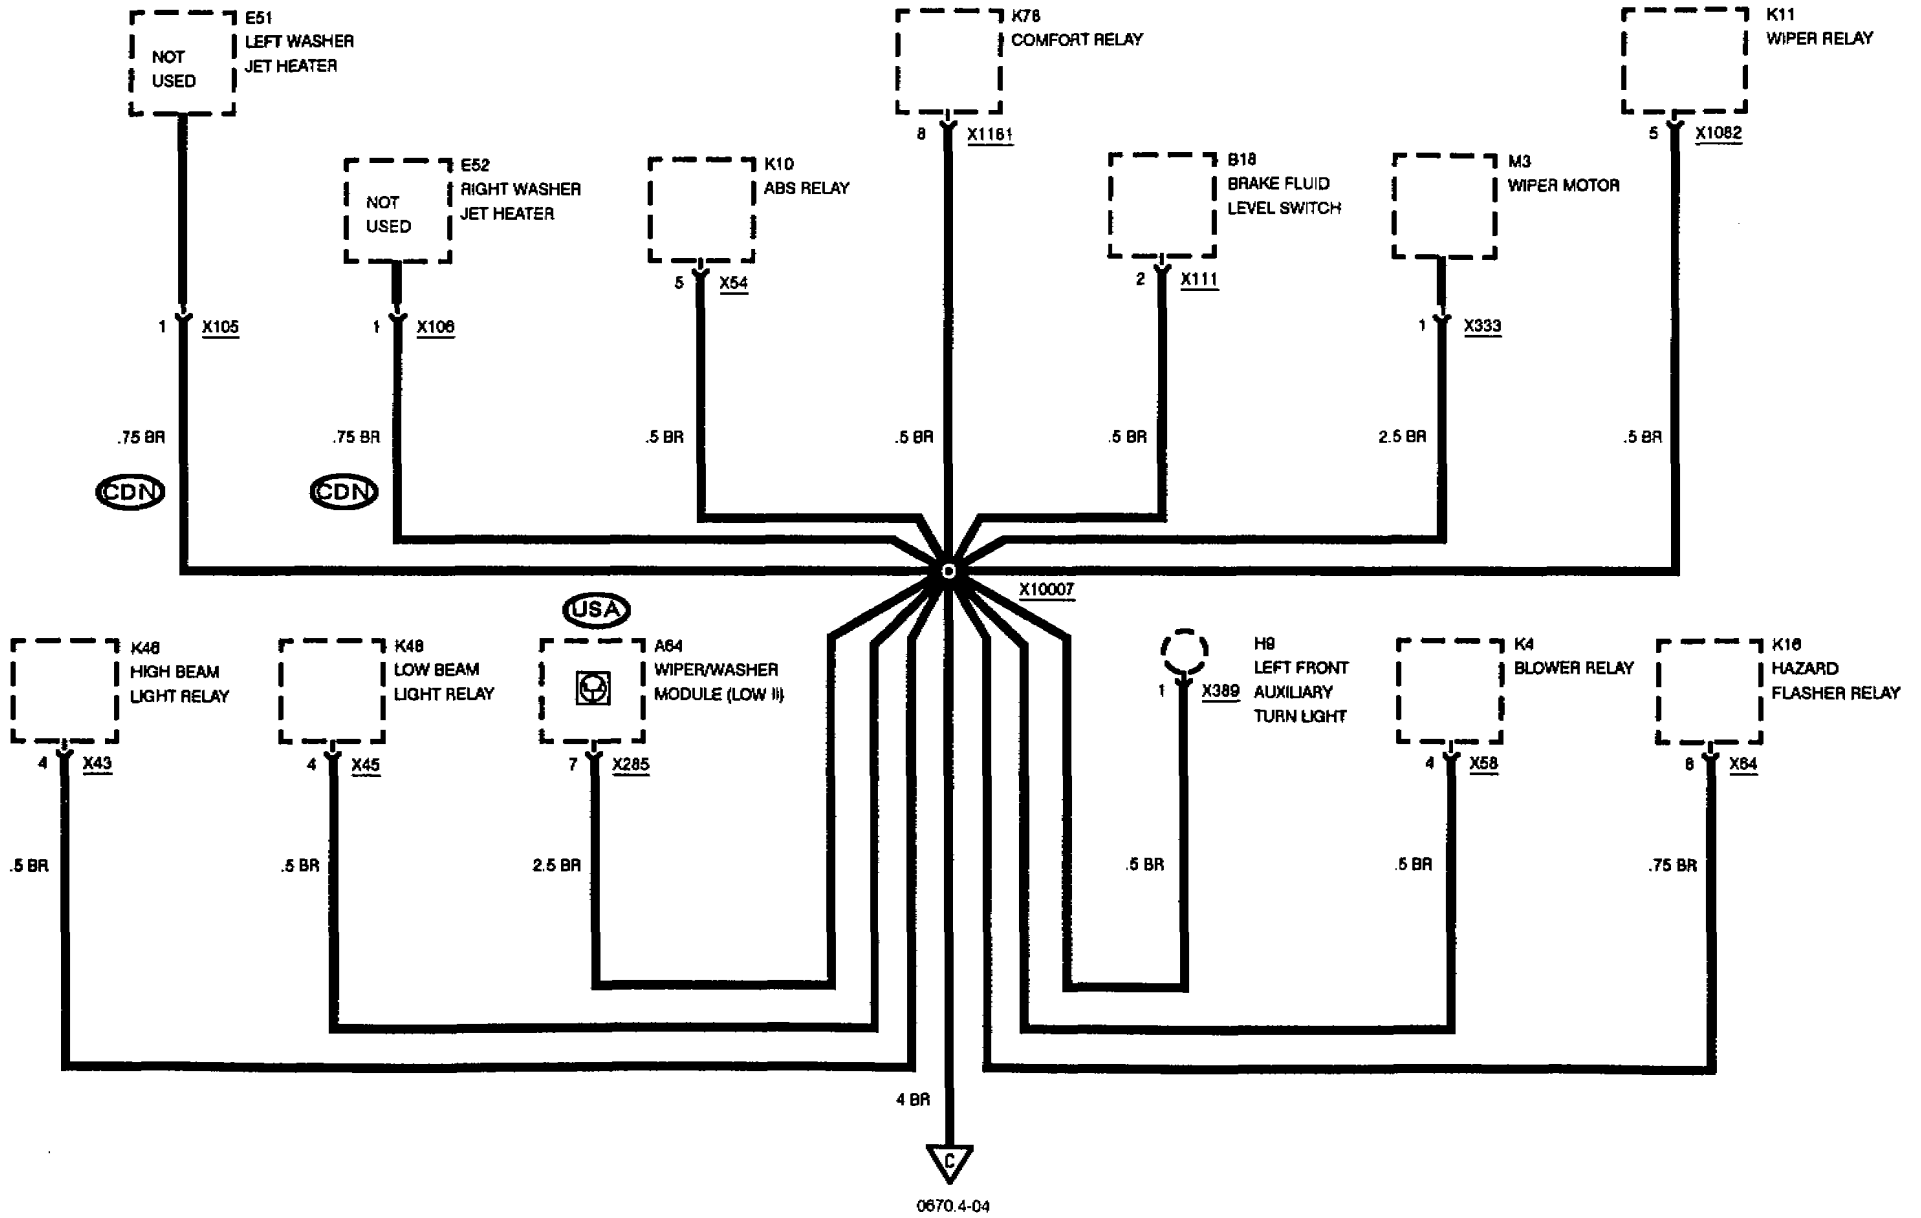 E51
LEFT WASHER
JET HEATER
NOT
USED
K78
COMFORT RELAY
8 X1161
K11
WIPER RELAY
5 X1082
E52
RIGHT WASHER
JET HEATER
NOT
USED
K10
ABS RELAY
5 X54
B18
BRAKE FLUID
LEVEL SWITCH
2 X111
M3
WIPER MOTOR
1 X105
1 X106
1 X333
.75 BR
.75 BR
.5 BR
.5 BR
.5 BR
2.5 BR
.5 BR
CDN
CDN
X10007
USA
K46
HIGH BEAM
LIGHT RELAY
4 X43
K48
LOW BEAM
LIGHT RELAY
4 X45
A64
WIPER/WASHER
MODULE (LOW II)
7 X285
H9
LEFT FRONT
AUXILIARY
TURN LIGHT
1 X389
K4
BLOWER RELAY
4 X58
K16
HAZARD
FLASHER RELAY
6 X64
.5 BR
.5 BR
2.5 BR
.5 BR
.5 BR
.75 BR
4 BR
C
0670.4-04